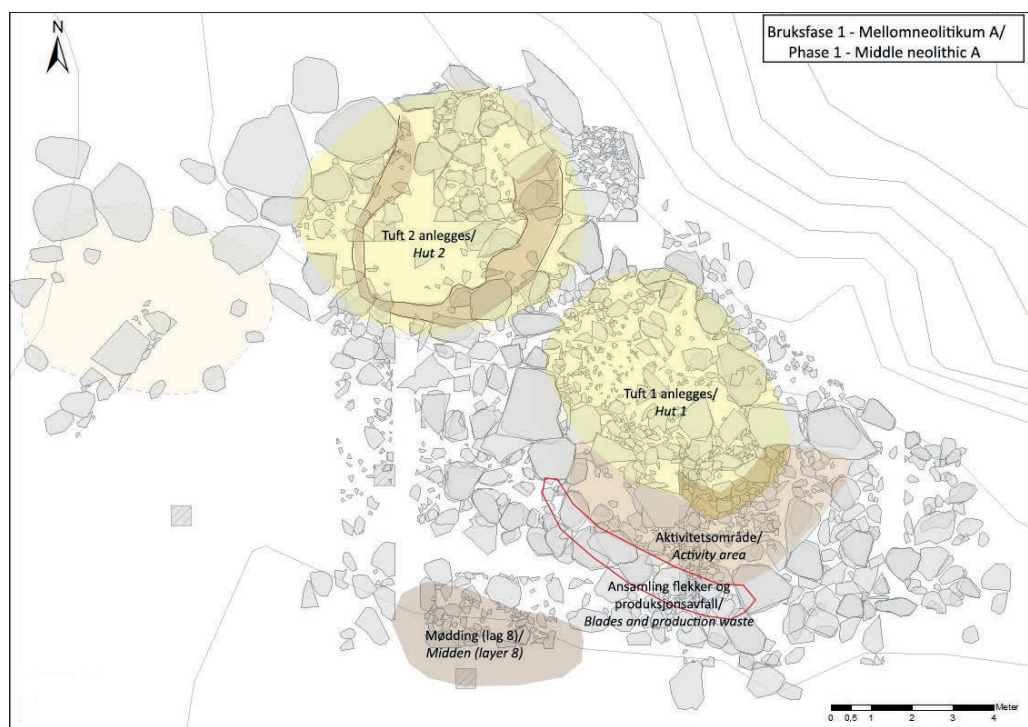 N
Bruksfase 1 - Mellomneolitikum A/
Phase 1 - Middle neolithic A
Tuft 2 anlegges/
Hut 2
Tuft 1 anlegges/
Hut 1
Aktivitetsområde/
Activity area
Ansamling flekker og
produksjonsavfall/
Blades and production waste
Mødding (lag 8)/
Midden (layer 8)
Meter
0 0,5 1 2 3 4